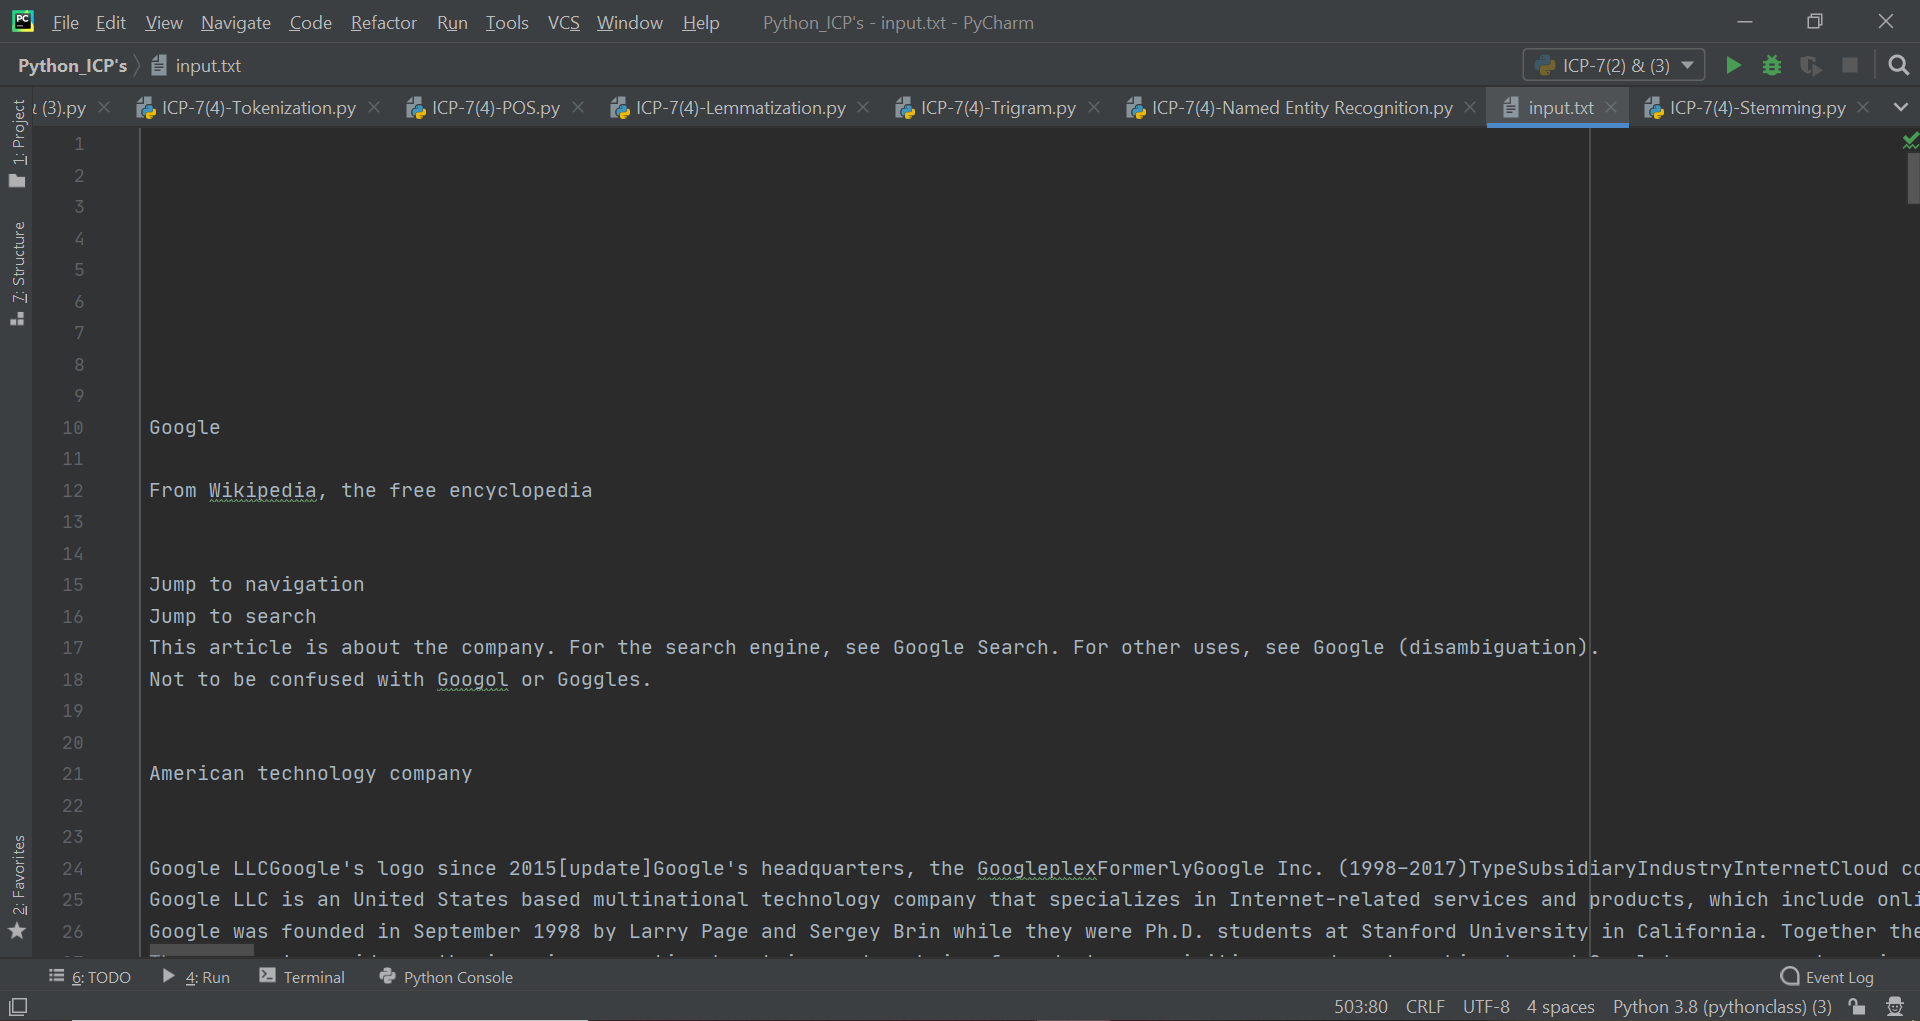 PC File Edit View Navigate Code Refactor Run Tools VCS Window Help Python_ICP's - input.txt - PyCharm
Python_ICP's input.txt ICP-7(2) & (3)
(3).py ICP-7(4)-Tokenization.py ICP-7(4)-POS.py ICP-7(4)-Lemmatization.py ICP-7(4)-Trigram.py ICP-7(4)-Named Entity Recognition.py input.txt ICP-7(4)-Stemming.py
1: Project
7: Structure
2: Favorites
1
2
3
4
5
6
7
8
9
10 Google
11
12 From Wikipedia, the free encyclopedia
13
14
15 Jump to navigation
16 Jump to search
17 This article is about the company. For the search engine, see Google Search. For other uses, see Google (disambiguation).
18 Not to be confused with Googol or Goggles.
19
20
21 American technology company
22
23
24 Google LLCGoogle's logo since 2015[update]Google's headquarters, the GoogleplexFormerlyGoogle Inc. (1998–2017)TypeSubsidiaryIndustryInternetCloud co
25 Google LLC is an United States based multinational technology company that specializes in Internet-related services and products, which include onli
26 Google was founded in September 1998 by Larry Page and Sergey Brin while they were Ph.D. students at Stanford University in California. Together the
6: TODO 4: Run Terminal Python Console Event Log
503:80 CRLF UTF-8 4 spaces Python 3.8 (pythonclass) (3)